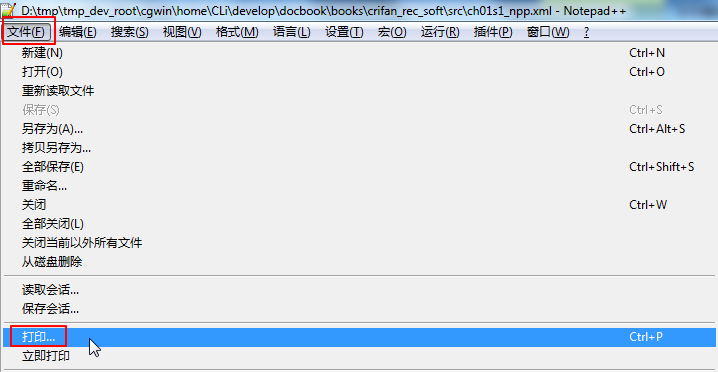 D:\tmp\tmp_dev_root\cgwin\home\CLi\develop\docbook\books\crifan_rec_soft\src\ch01s1_npp.xml - Notepad++
文件(F) 编辑(E) 搜索(S) 视图(V) 格式(M) 语言(L) 设置(T) 宏(O) 运行(R) 插件(P) 窗口(W) ?
新建(N) Ctrl+N
打开(O) Ctrl+O
重新读取文件
保存(S) Ctrl+S
另存为(A)... Ctrl+Alt+S
拷贝另存为...
全部保存(E) Ctrl+Shift+S
重命名...
关闭 Ctrl+W
全部关闭(L)
关闭当前以外所有文件
从磁盘删除
读取会话...
保存会话...
打印... Ctrl+P
立即打印